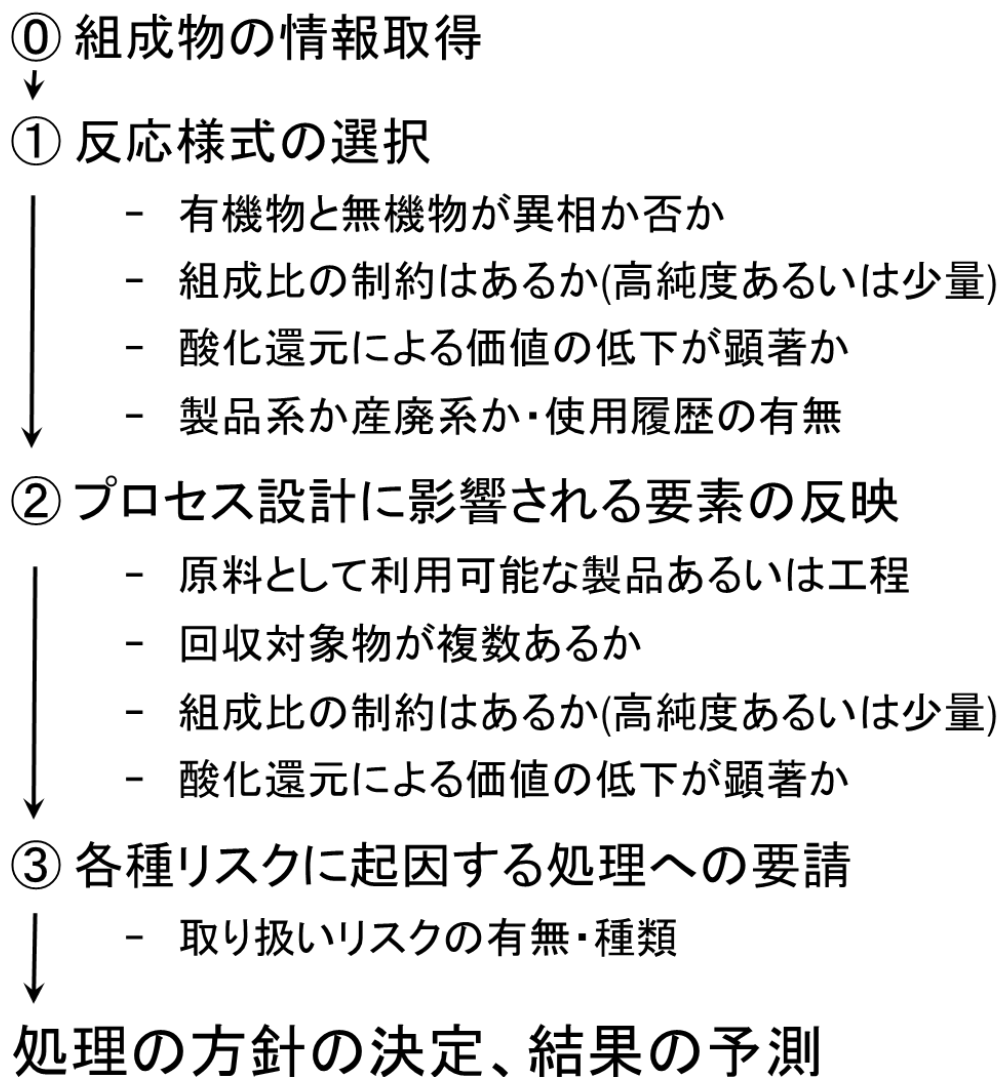 ⓪ 組成物の情報取得
① 反応様式の選択
− 有機物と無機物が異相か否か
− 組成比の制約はあるか(高純度あるいは少量)
− 酸化還元による価値の低下が顕著か
− 製品系か産廃系か・使用履歴の有無
② プロセス設計に影響される要素の反映
− 原料として利用可能な製品あるいは工程
− 回収対象物が複数あるか
− 組成比の制約はあるか(高純度あるいは少量)
− 酸化還元による価値の低下が顕著か
③ 各種リスクに起因する処理への要請
− 取り扱いリスクの有無・種類
処理の方針の決定、結果の予測